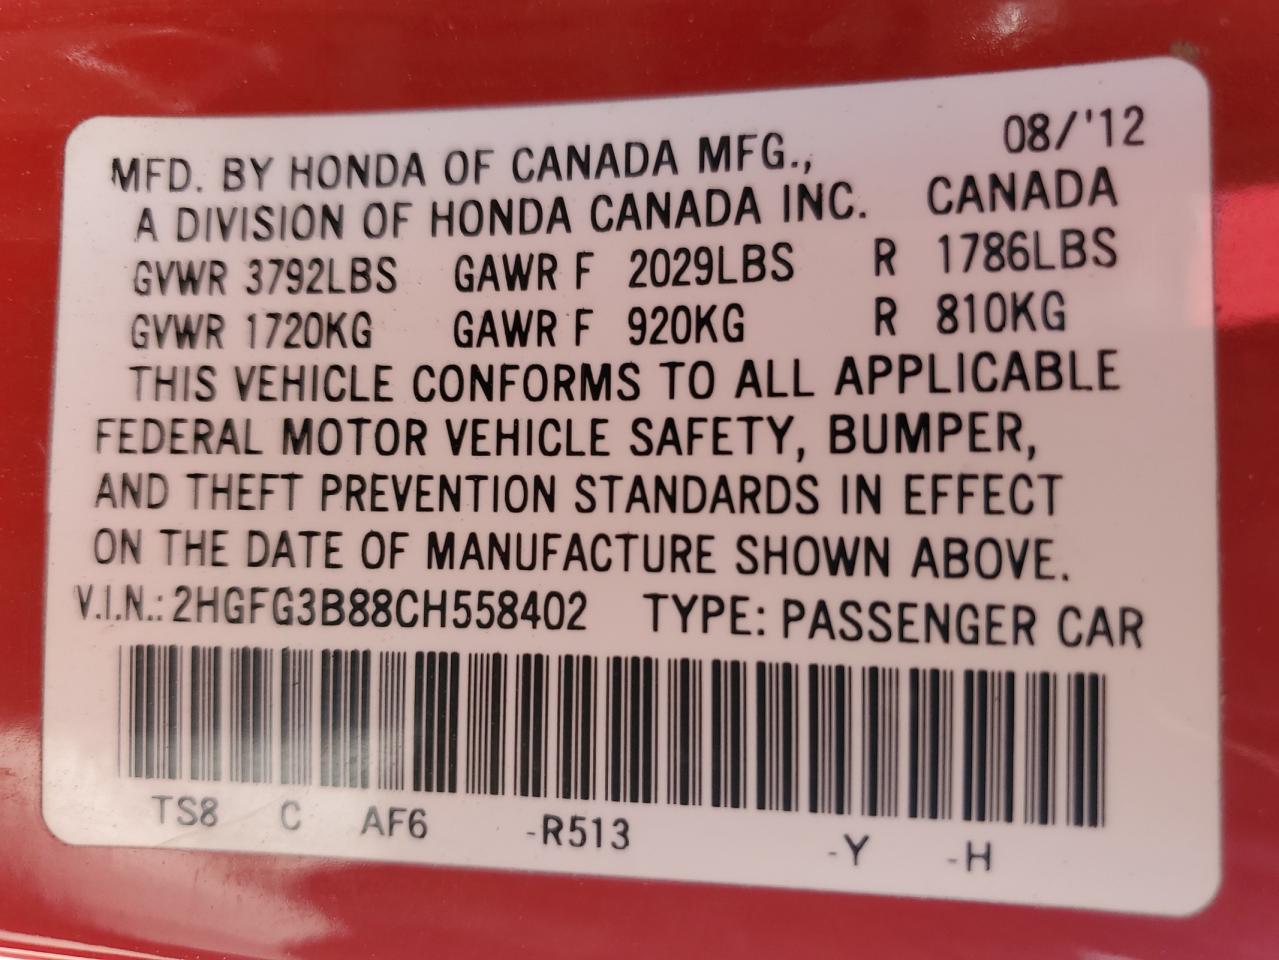 08/'12
MFD. BY HONDA OF CANADA MFG.,
A DIVISION OF HONDA CANADA INC. CANADA
GVWR 3792LBS GAWR F 2029LBS R 1786LBS
GVWR 1720KG GAWR F 920KG R 810KG
THIS VEHICLE CONFORMS TO ALL APPLICABLE
FEDERAL MOTOR VEHICLE SAFETY, BUMPER,
AND THEFT PREVENTION STANDARDS IN EFFECT
ON THE DATE OF MANUFACTURE SHOWN ABOVE.
V.I.N.: 2HGFG3B88CH558402 TYPE: PASSENGER CAR
TS8 C AF6 -R513 -Y -H